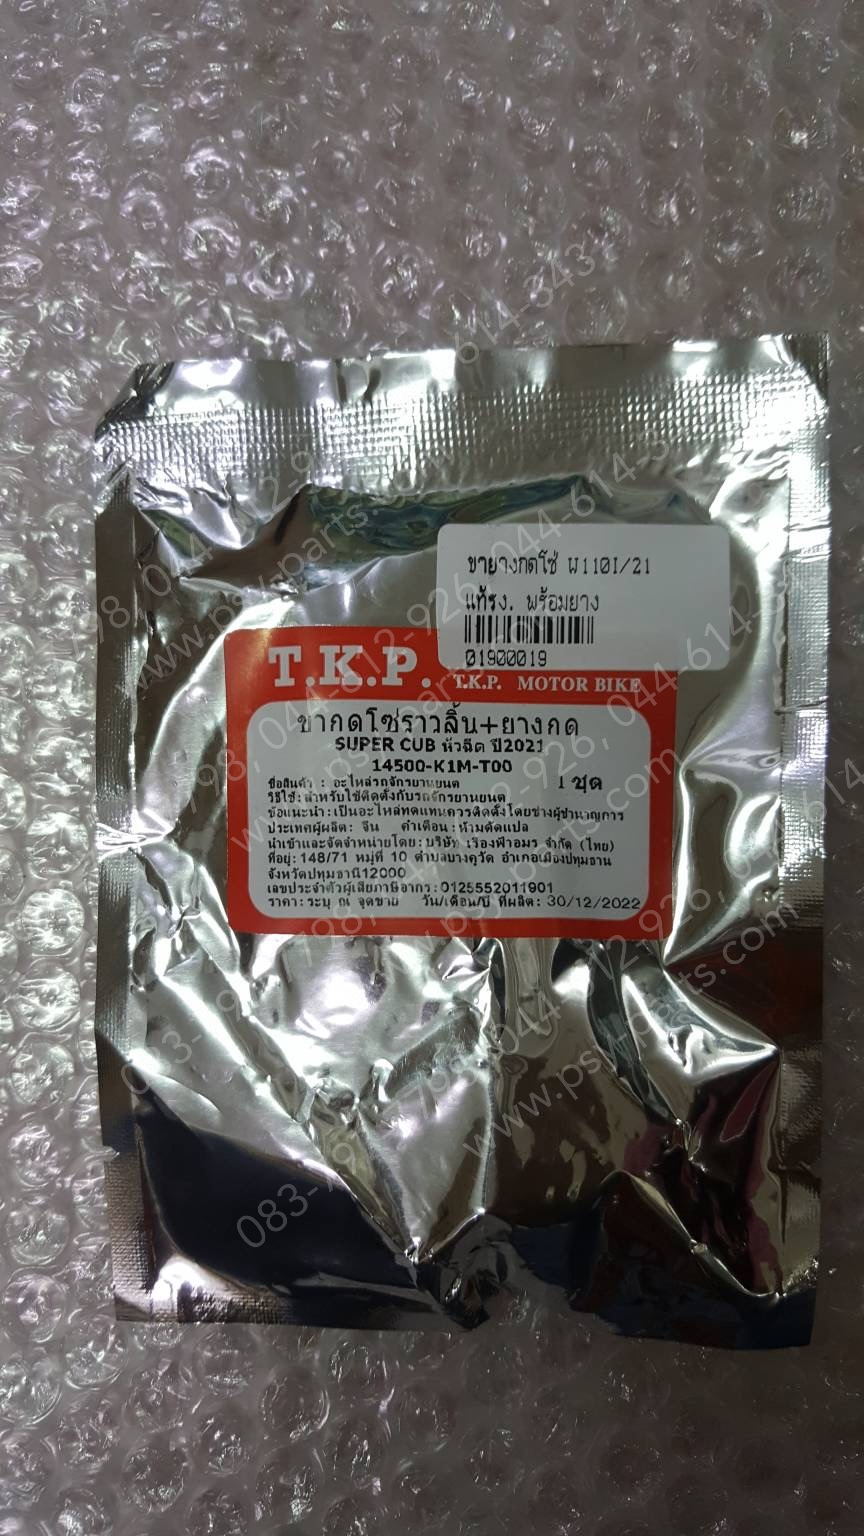 ขายางกดโซ่ W110I/21
แท้รง. พร้อมยาง
01900019
T.K.P. T.K.P. MOTOR BIKE
ขากดโซ่ราวลิ้น+ยางกด
SUPER CUB หัวฉีด ปี2021
14500-K1M-T00
ชื่อสินค้า : อะไหล่รถจักรยานยนต์ 1 ชุด
วิธีใช้:สำหรับใช้ติดตั้งกับรถจักรยานยนต์
ข้อแนะนำ:เป็นอะไหล่ทดแทนควรติดตั้งโดยช่างผู้ชำนาญการ
ประเทศผู้ผลิต: จีน คำเตือน:ห้ามดัดแปลง
นำเข้าและจัดจำหน่ายโดย:บริษัท เรืองฟ้าอมร จำกัด (ไทย)
ที่อยู่:148/71 หมู่ที่ 10 ตำบลบางคูวัด อำเภอเมืองปทุมธานี
จังหวัดปทุมธานี12000
เลขประจำตัวผู้เสียภาษีอากร:0125552011901
ราคา:ระบุ ณ จุดขาย วัน/เดือน/ปี ที่ผลิต: 30/12/2022
www.psy-parts.com